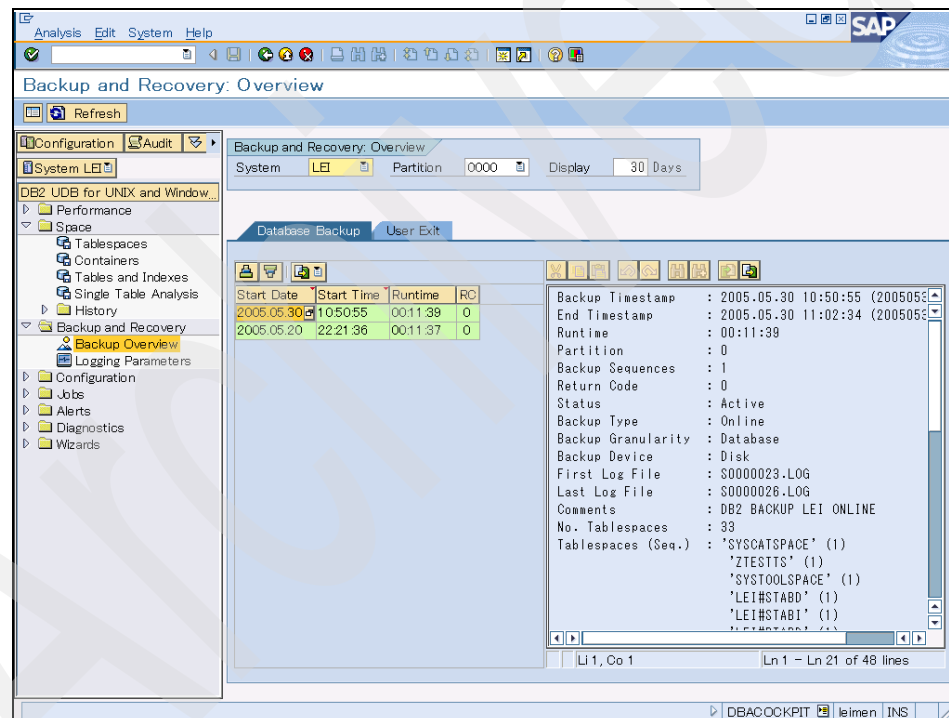 Analysis Edit System Help
SAP
Backup and Recovery: Overview
Refresh
Configuration Audit
System LEI
DB2 UDB for UNIX and Window...
Performance
Space
Tablespaces
Containers
Tables and Indexes
Single Table Analysis
History
Backup and Recovery
Backup Overview
Logging Parameters
Configuration
Jobs
Alerts
Diagnostics
Wizards
Backup and Recovery: Overview
System LEI Partition 0000 Display 30 Days
Database Backup User Exit
Start Date Start Time Runtime RC
2005.05.30 10:50:55 00:11:39 0
2005.05.20 22:21:36 00:11:37 0
Backup Timestamp : 2005.05.30 10:50:55 (2005053
End Timestamp : 2005.05.30 11:02:34 (2005053
Runtime : 00:11:39
Partition : 0
Backup Sequences : 1
Return Code : 0
Status : Active
Backup Type : Online
Backup Granularity : Database
Backup Device : Disk
First Log File : S0000023.LOG
Last Log File : S0000026.LOG
Comments : DB2 BACKUP LEI ONLINE
No. Tablespaces : 33
Tablespaces (Seq.) : 'SYSCATSPACE' (1)
'ZTESTTS' (1)
'SYSTOOLSPACE' (1)
'LEI#STABD' (1)
'LEI#STABI' (1)
Li 1, Co 1 Ln 1 - Ln 21 of 48 lines
DBACOCKPIT leimen INS